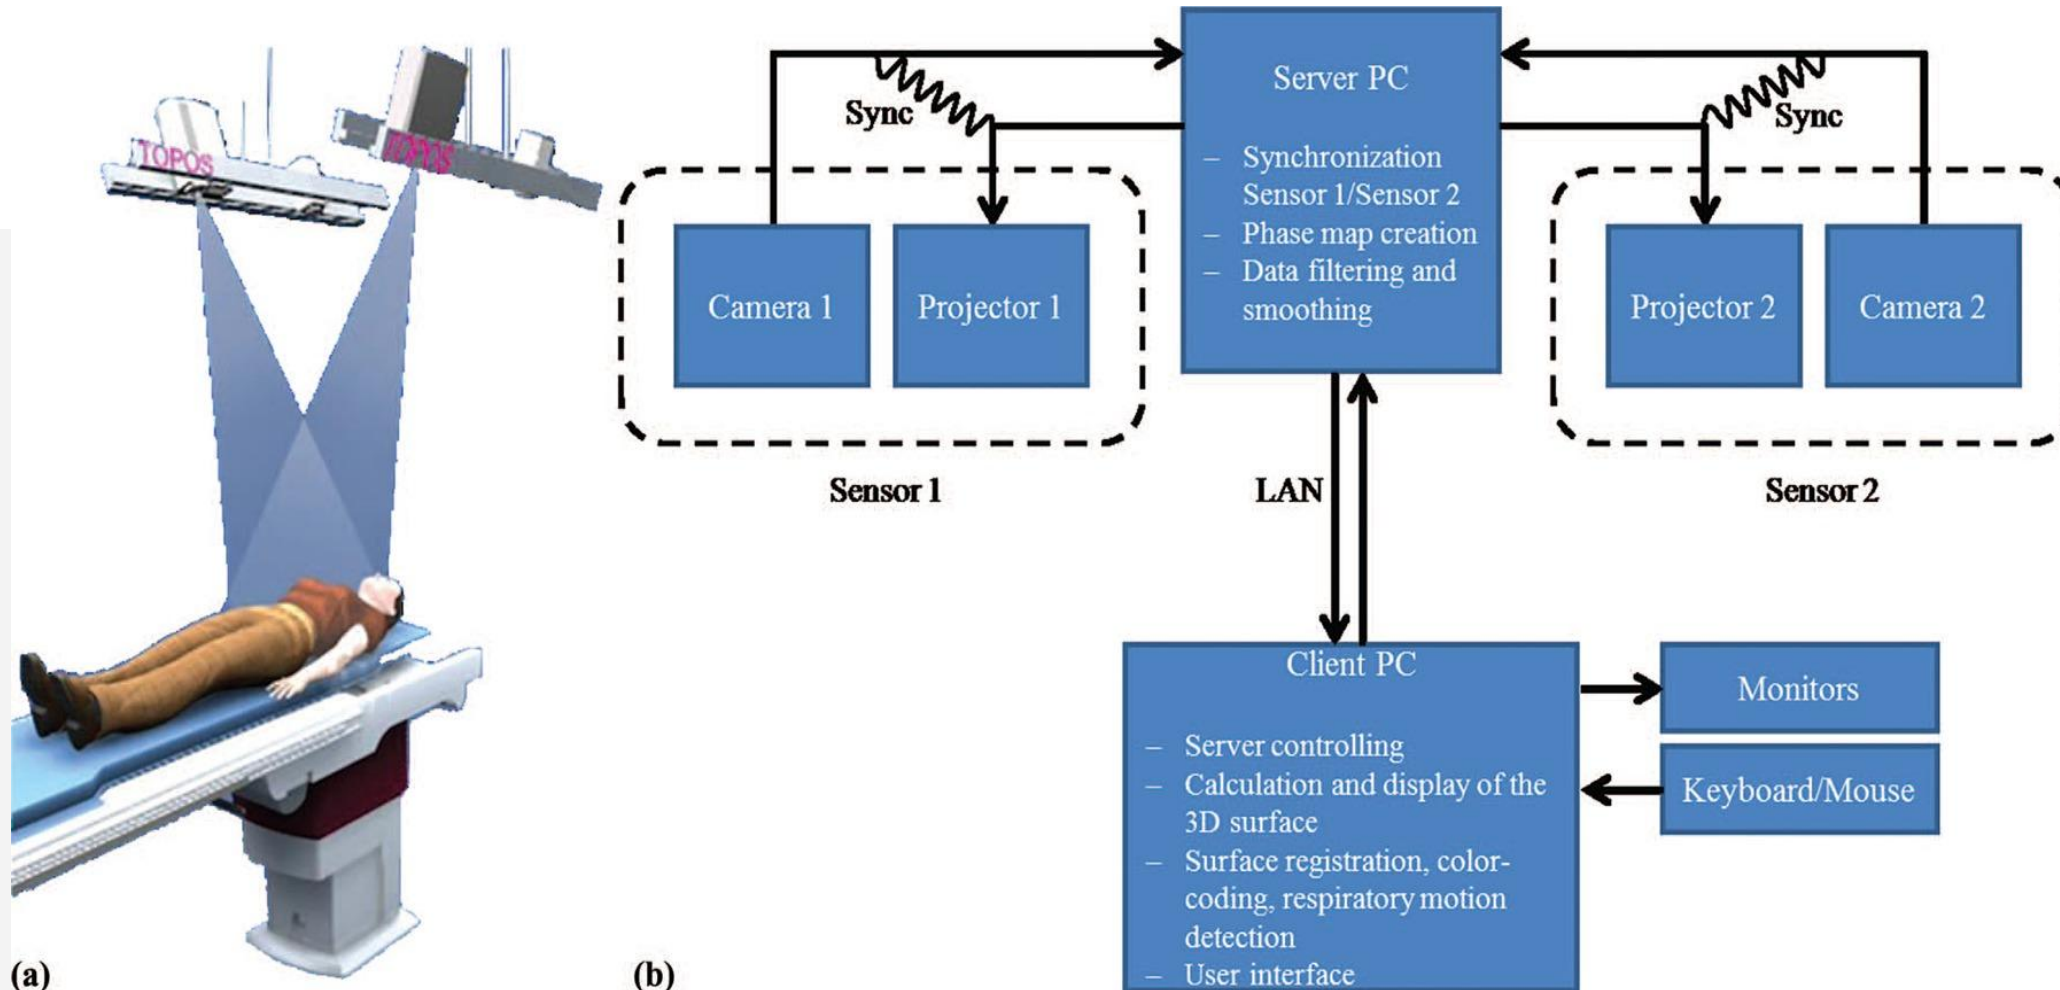 TOPOS
TOPOS
(a)
Server PC
– Synchronization
Sensor 1/Sensor 2
– Phase map creation
– Data filtering and
smoothing
Sync
Sync
Camera 1
Projector 1
Projector 2
Camera 2
Sensor 1
Sensor 2
LAN
Client PC
– Server controlling
– Calculation and display of the
3D surface
– Surface registration, color-
coding, respiratory motion
detection
– User interface
Monitors
Keyboard/Mouse
(b)